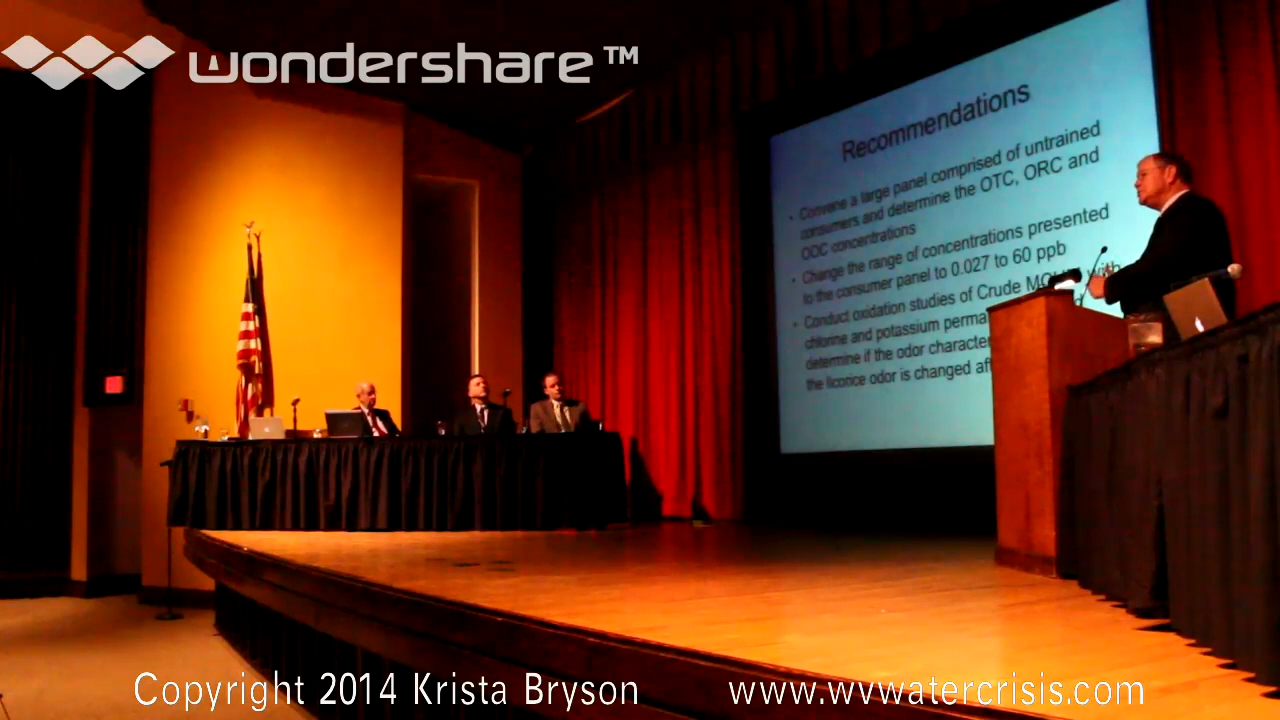 wondershare™
Recommendations
• Convene a large panel comprised of untrained
consumers and determine the OTC, ORC and
OOC concentrations
• Change the range of concentrations presented
to the consumer panel to 0.027 to 60 ppb
• Conduct oxidation studies of Crude with
chlorine and potassium
determine if the odor
the licorice odor is changed
Copyright 2014 Krista Bryson
www.wvwatercrisis.com